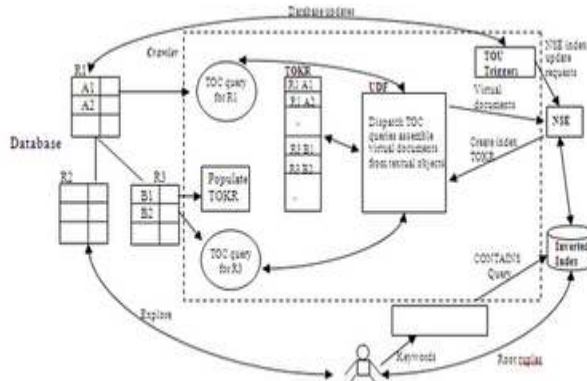 Database updates
Crawler
R1
A1
A2
TOC query
for R1
TOKR
R1 A1
R1 A2
..
R3 B1
R3 B2
..
UDF
Dispatch TOC
queries assemble
virtual documents
from textual objects
TOU
Trigger
NSE index
update
requests
Virtual
documents
NSE
Create index
TOKR
Database
R2
R3
B1
B2
Populate
TOKR
TOC query
for R3
CONTAINS
Query
Inverted
Index
Explore
Keywords
Root tuples